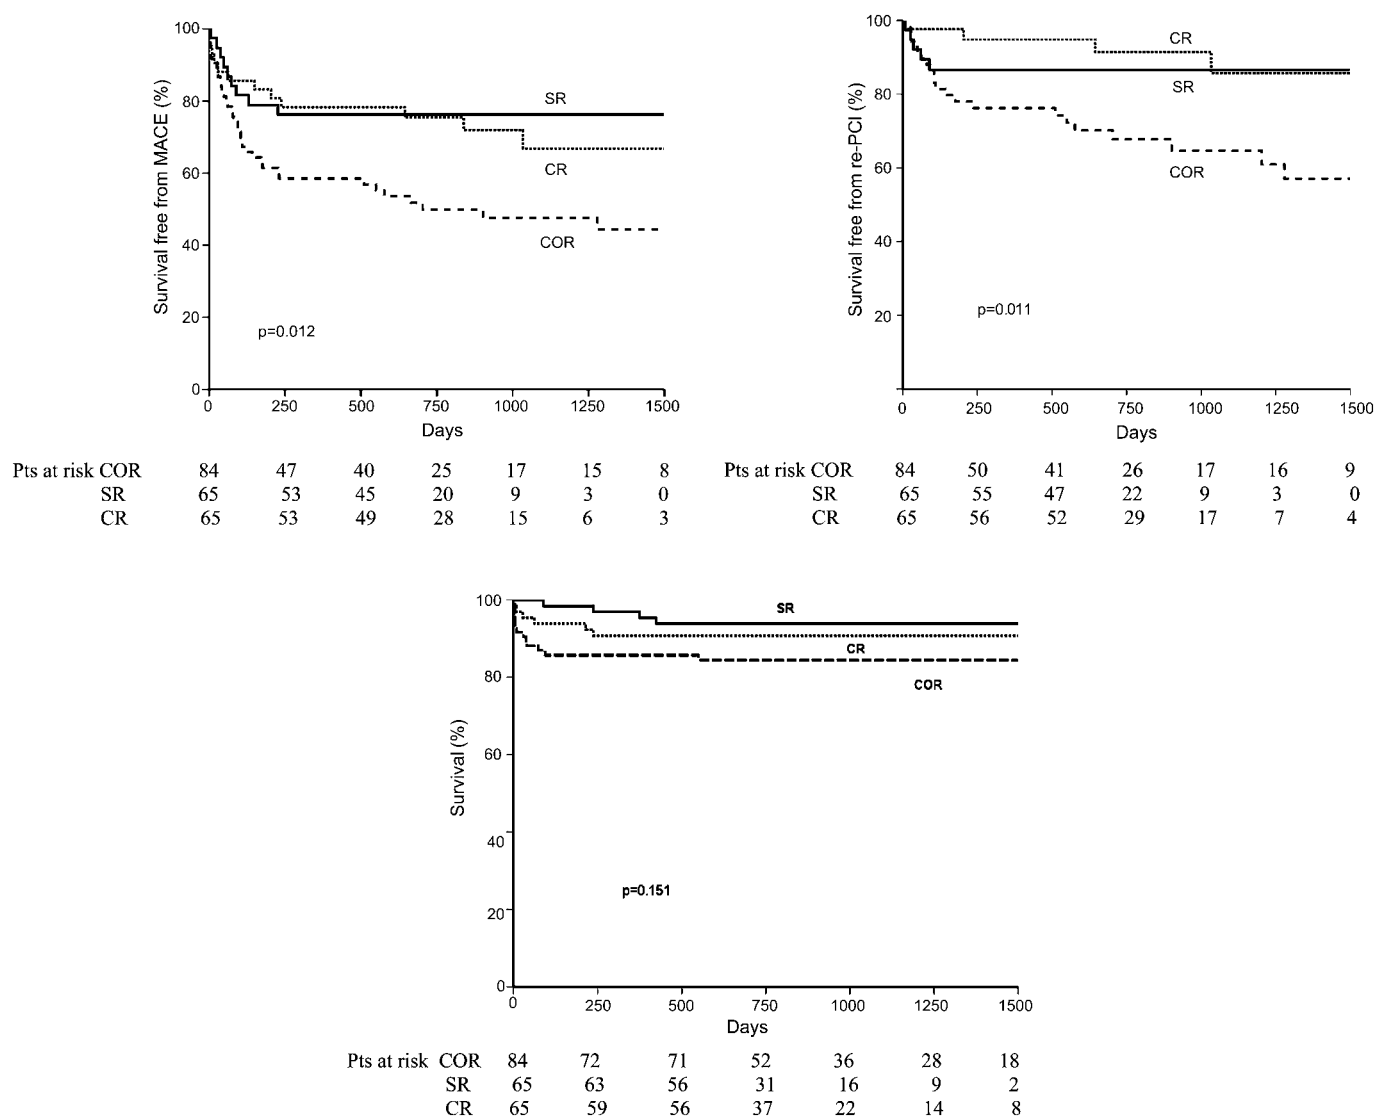 100
80
60
40
20
0
Survival free from MACE (%)
SR
CR
COR
p=0.012
0 250 500 750 1000 1250 1500
Days
Pts at risk COR 84 47 40 25 17 15 8
SR 65 53 45 20 9 3 0
CR 65 53 49 28 15 6 3
100
80
60
40
20
Survival free from re-PCI (%)
CR
SR
COR
p=0.011
0 250 500 750 1000 1250 1500
Days
Pts at risk COR 84 50 41 26 17 16 9
SR 65 55 47 22 9 3 0
CR 65 56 52 29 17 7 4
100
80
60
40
20
0
Survival (%)
SR
CR
COR
p=0.151
0 250 500 750 1000 1250 1500
Days
Pts at risk COR 84 72 71 52 36 28 18
SR 65 63 56 31 16 9 2
CR 65 59 56 37 22 14 8